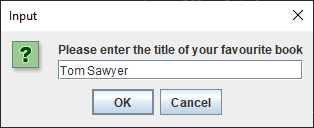 Input
Please enter the title of your favourite book
Tom Sawyer
OK Cancel